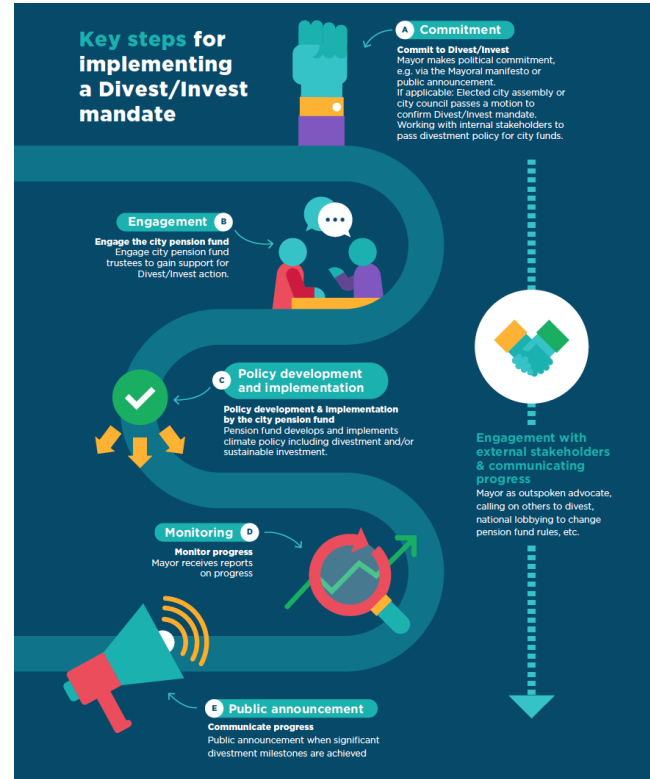 Key steps for
implementing
a Divest/Invest
mandate
A Commitment
Commit to Divest/Invest
Mayor makes political commitment,
e.g. via the Mayoral manifesto or
public announcement.
If applicable: Elected city assembly or
city council passes a motion to
confirm Divest/Invest mandate.
Working with internal stakeholders to
pass divestment policy for city funds.
Engagement B
Engage the city pension fund
Engage city pension fund
trustees to gain support for
Divest/Invest action.
C Policy development
and implementation
Policy development & implementation
by the city pension fund
Pension fund develops and implements
climate policy including divestment and/or
sustainable investment.
Engagement with
external stakeholders
& communicating
progress
Mayor as outspoken advocate,
calling on others to divest,
national lobbying to change
pension fund rules, etc.
Monitoring D
Monitor progress
Mayor receives reports
on progress
E Public announcement
Communicate progress
Public announcement when significant
divestment milestones are achieved